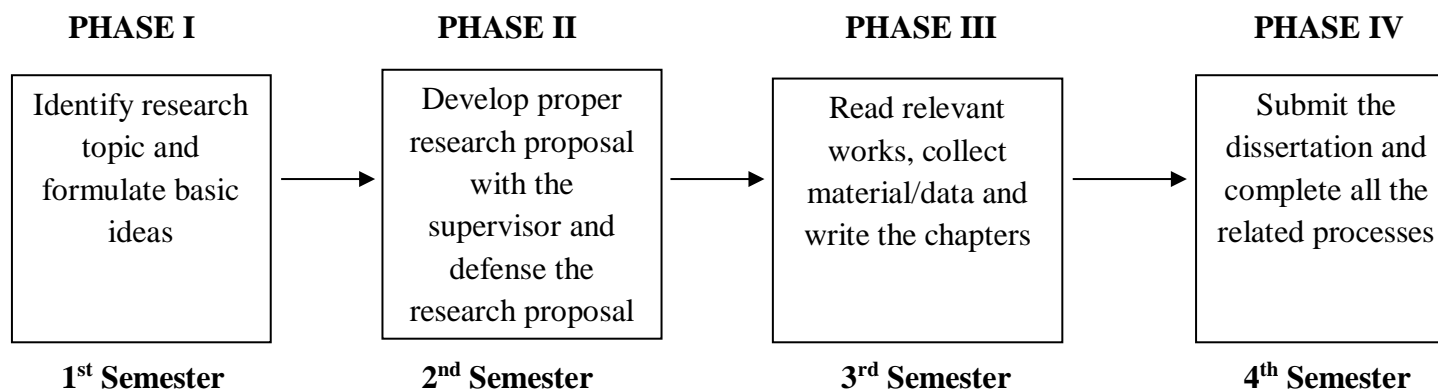 PHASE I
PHASE II
PHASE III
PHASE IV
Identify research
topic and
formulate basic
ideas
Develop proper
research proposal
with the
supervisor and
defense the
research proposal
Read relevant
works, collect
material/data and
write the chapters
Submit the
dissertation and
complete all the
related processes
1st Semester
2nd Semester
3rd Semester
4th Semester